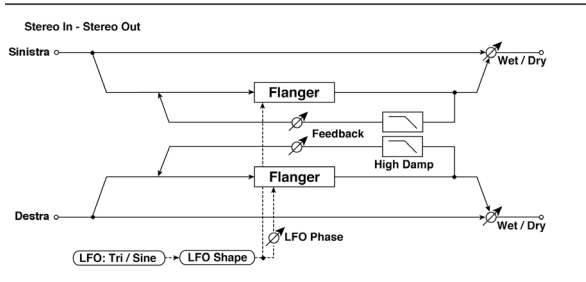 Stereo In - Stereo Out
Sinistra
Wet / Dry
Flanger
Feedback
High Damp
Flanger
Destra
Wet / Dry
LFO Phase
LFO: Tri / Sine
LFO Shape